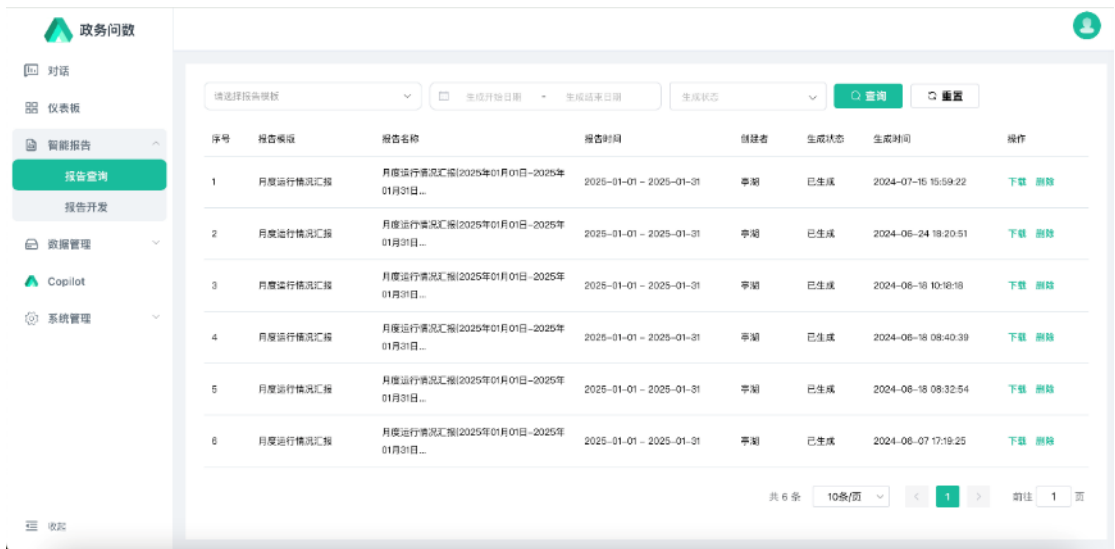 政务问数
对话
仪表板
智能报告
报告查询
报告开发
数据管理
Copilot
系统管理
收起
请选择报告模板 生成开始日期 - 生成结束日期 生成状态 查询 重置
序号 报告模版 报告名称 报告时间 创建者 生成状态 生成时间 操作
1 月度运行情况汇报 月度运行情况汇报(2025年01月01日-2025年 2025-01-01 - 2025-01-31 亭湖 已生成 2024-07-15 15:59:22 下载 删除
01月31日...
2 月度运行情况汇报 月度运行情况汇报(2025年01月01日-2025年 2025-01-01 - 2025-01-31 亭湖 已生成 2024-06-24 18:20:51 下载 删除
01月31日...
3 月度运行情况汇报 月度运行情况汇报(2025年01月01日-2025年 2025-01-01 - 2025-01-31 亭湖 已生成 2024-06-18 10:18:18 下载 删除
01月31日...
4 月度运行情况汇报 月度运行情况汇报(2025年01月01日-2025年 2025-01-01 - 2025-01-31 亭湖 已生成 2024-06-18 08:40:39 下载 删除
01月31日...
5 月度运行情况汇报 月度运行情况汇报(2025年01月01日-2025年 2025-01-01 - 2025-01-31 亭湖 已生成 2024-06-18 08:32:54 下载 删除
01月31日...
6 月度运行情况汇报 月度运行情况汇报(2025年01月01日-2025年 2025-01-01 - 2025-01-31 亭湖 已生成 2024-06-07 17:19:25 下载 删除
01月31日...
共 6 条 10条/页 < 1 > 前往 1 页